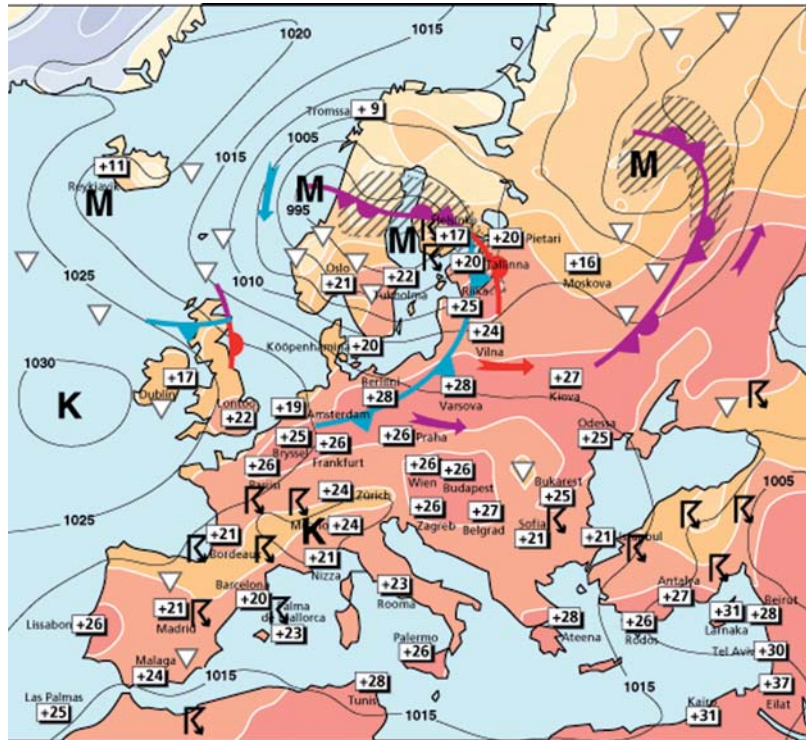 1020
1015
Tromssa
+ 9
1005
1015
+11
Reykjavik
M
M
M
995
M
Helsinki
+17
+20
Pietari
+20
Tallinna
+16
Moskova
1025
1010
Oslo
+21
+22
Tukholma
Riika
+25
+24
Vilna
Kööpenhamina
+20
1030
K
+17
Dublin
Lontoo
+22
+19
Amsterdam
Berliini
+28
+28
Varsova
+27
Kiova
Odessa
+25
+25
Bryssel
+26
Frankfurt
+26
Praha
+26
Pariisi
+24
Zürich
+26
Wien
+26
Budapest
Bukarest
+25
1005
1025
+21
Bordeaux
Milano
+24
K
+26
Zagreb
+27
Belgrad
Sofia
+21
+21
Istanbul
+21
Nizza
Barcelona
+20
Palma
de Mallorca
+23
+23
Rooma
Lissabon
+26
+21
Madrid
Malaga
+24
Palermo
+26
+28
Ateena
+26
Rodos
Antalya
+27
+31
Larnaka
Beirut
+28
Tel Aviv
+30
+37
Eilat
Las Palmas
+25
1015
+28
Tunis
1015
1015
Kairo
+31